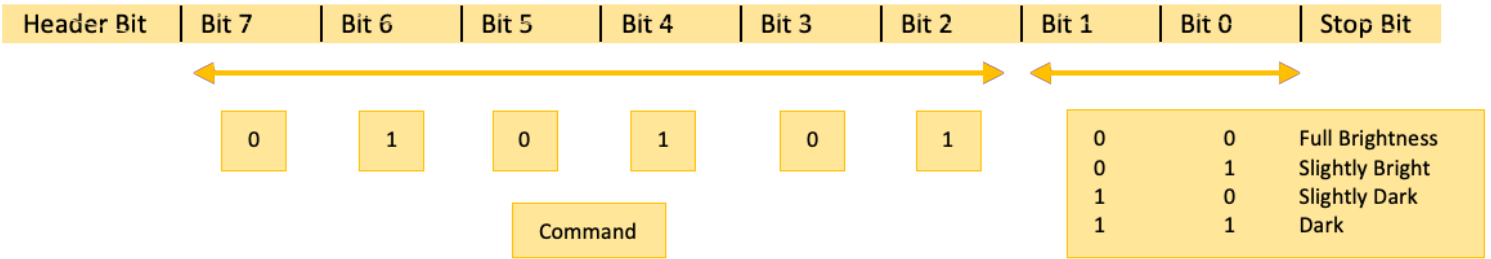 Header Bit Bit 7 Bit 6 Bit 5 Bit 4 Bit 3 Bit 2 Bit 1 Bit 0 Stop Bit
0 1 0 1 0 1
0 0 Full Brightness
0 1 Slightly Bright
1 0 Slightly Dark
1 1 Dark
Command